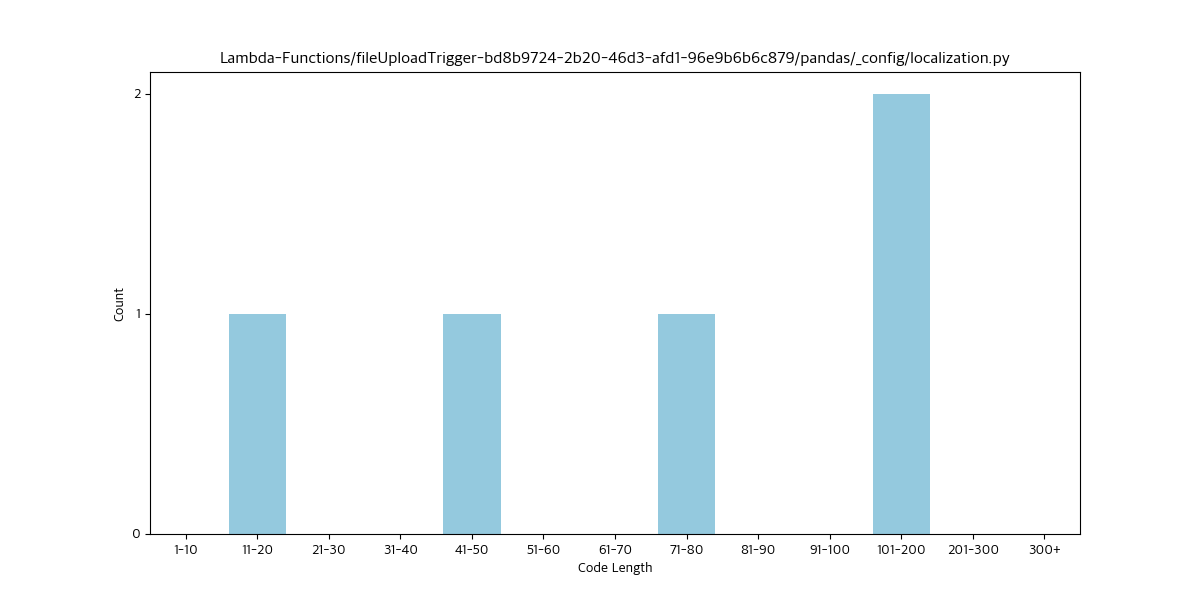 Lambda-Functions/fileUploadTrigger-bd8b9724-2b20-46d3-afd1-96e9b6b6c879/pandas/_config/localization.py
2
1
0
Count
1-10 11-20 21-30 31-40 41-50 51-60 61-70 71-80 81-90 91-100 101-200 201-300 300+
Code Length